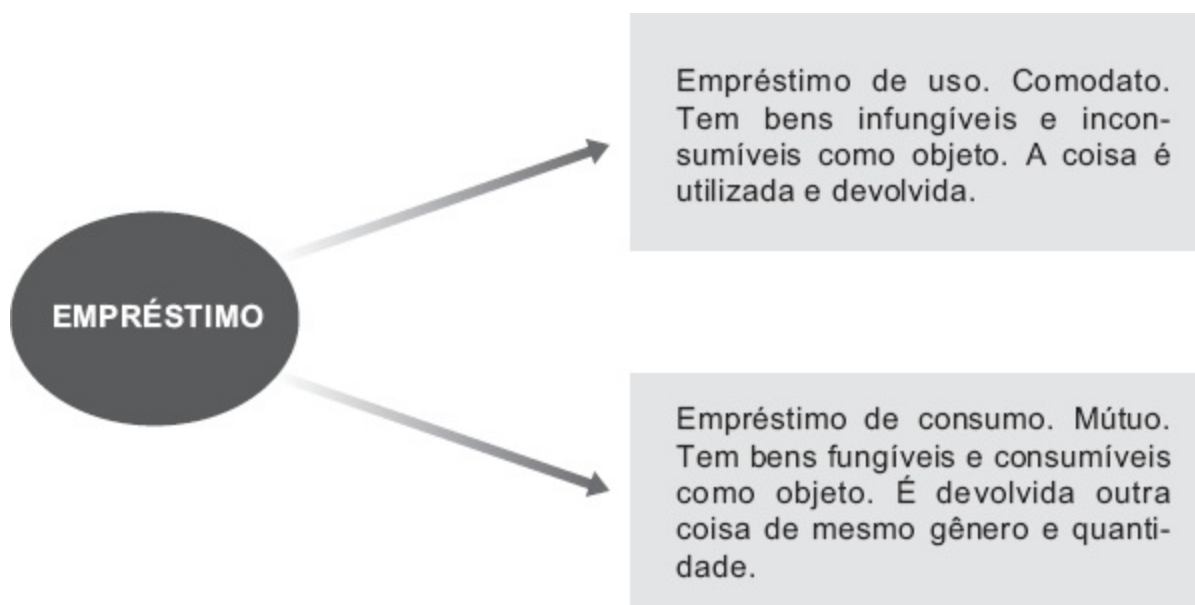 Empréstimo de uso. Comodato.
Tem bens infungíveis e incon-
sumíveis como objeto. A coisa é
utilizada e devolvida.
EMPRÉSTIMO
Empréstimo de consumo. Mútuo.
Tem bens fungíveis e consumíveis
como objeto. É devolvida outra
coisa de mesmo gênero e quanti-
dade.